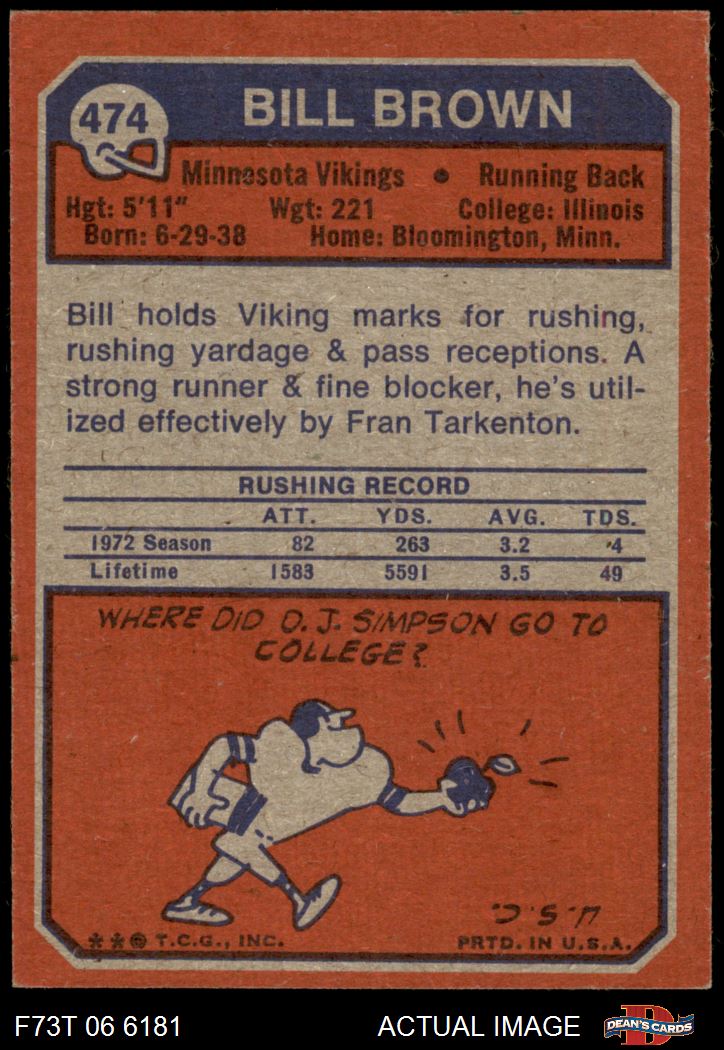 474
BILL BROWN
Minnesota Vikings • Running Back
Hgt: 5'11" Wgt: 221 College: Illinois
Born: 6-29-38 Home: Bloomington, Minn.
Bill holds Viking marks for rushing,
rushing yardage & pass receptions. A
strong runner & fine blocker, he's util-
ized effectively by Fran Tarkenton.
RUSHING RECORD
ATT. YDS. AVG. TDS.
1972 Season 82 263 3.2 4
Lifetime 1583 5591 3.5 49
WHERE DID O.J. SIMPSON GO TO
COLLEGE?
U.S.C.
** © T.C.G., INC. PRTD. IN U.S.A.
F73T 06 6181 ACTUAL IMAGE
D
DEAN'S CARDS